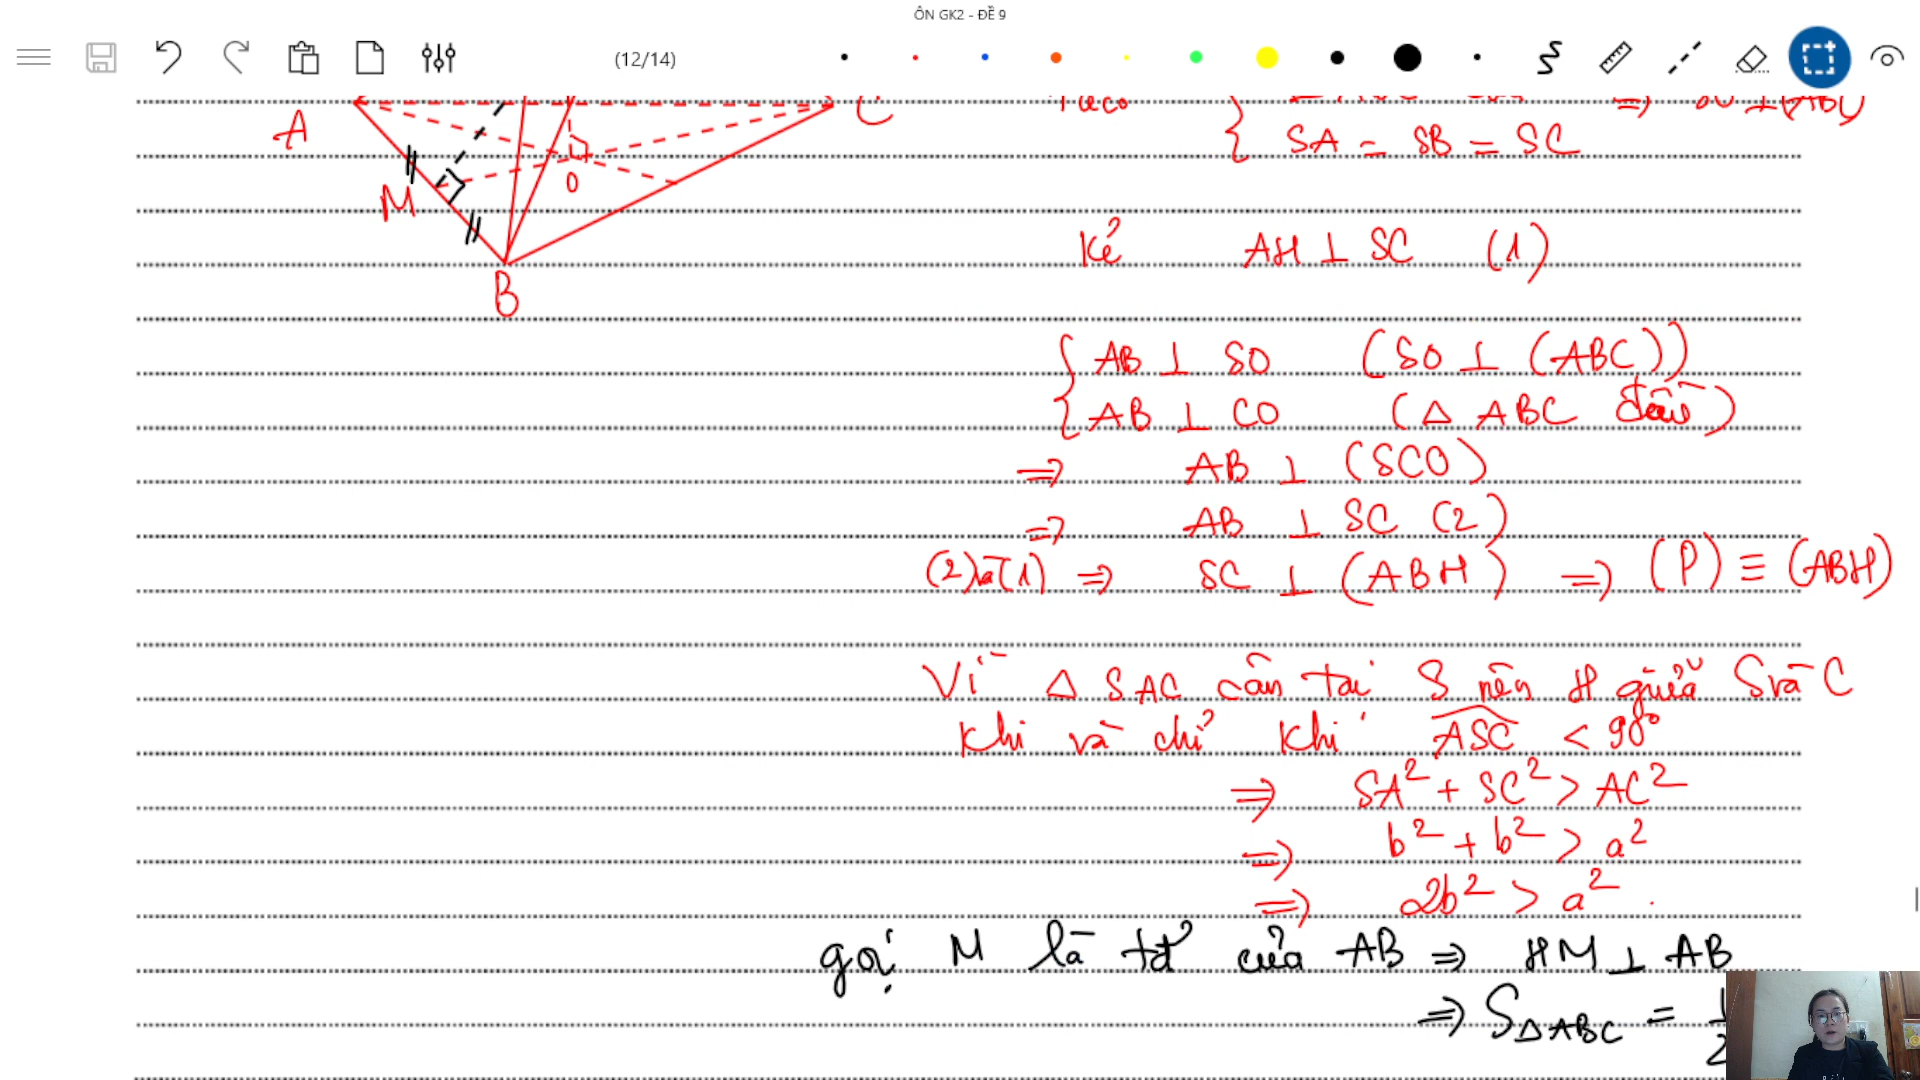 ÔN GK2 - ĐỀ 9
(12/14)
A
C
M
O
B
SA = SB = SC
Kẻ AH ⊥ SC (1)
AB ⊥ SO (SO ⊥ (ABC))
AB ⊥ CO (△ ABC đều)
⇒ AB ⊥ (SCO)
⇒ AB ⊥ SC (2)
(2) và (1) ⇒ SC ⊥ (ABH) ⇒ (P) ≡ (ABH)
Vì △ SAC cân tại S nên H giữa S và C
khi và chỉ khi ASC < 90°
⇒ SA² + SC² > AC²
⇒ b² + b² > a²
⇒ 2b² > a².
gọi M là tđ của AB ⇒ HM ⊥ AB
⇒ S△ABC = 1/2